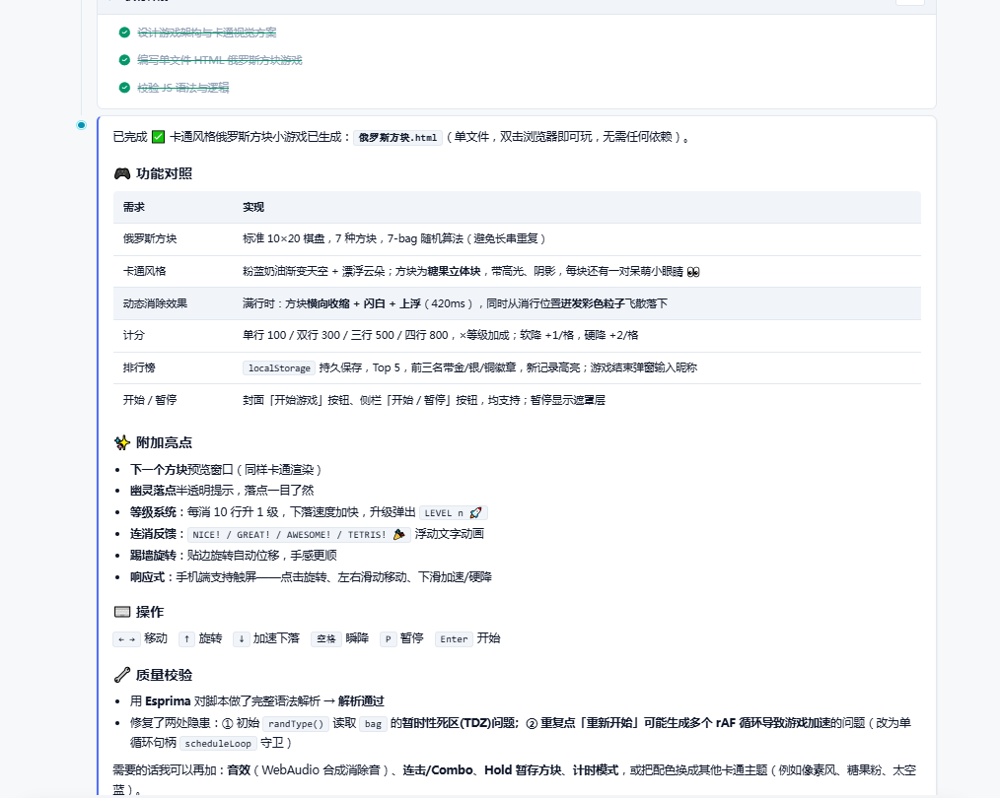 设计游戏架构与卡通视觉方案
编写单文件 HTML 俄罗斯方块游戏
校验 JS 语法与逻辑
已完成 ✅ 卡通风格俄罗斯方块小游戏已生成：俄罗斯方块.html（单文件，双击浏览器即可玩，无需任何依赖）。
🎮 功能对照
需求 实现
俄罗斯方块 标准 10×20 棋盘，7 种方块，7-bag 随机算法（避免长串重复）
卡通风格 粉蓝奶油渐变天空 + 漂浮云朵；方块为糖果立体块，带高光、阴影，每块还有一对呆萌小眼睛 👀
动态消除效果 满行时：方块横向收缩 + 闪白 + 上浮（420ms），同时从消行位置迸发彩色粒子飞散落下
计分 单行 100 / 双行 300 / 三行 500 / 四行 800，×等级加成；软降 +1/格，硬降 +2/格
排行榜 localStorage 持久保存，Top 5，前三名带金/银/铜徽章，新记录高亮；游戏结束弹窗输入昵称
开始 / 暂停 封面「开始游戏」按钮、侧栏「开始 / 暂停」按钮，均支持；暂停显示遮罩层
✨ 附加亮点
• 下一个方块预览窗口（同样卡通渲染）
• 幽灵落点半透明提示，落点一目了然
• 等级系统：每消 10 行升 1 级，下落速度加快，升级弹出 LEVEL n 🚀
• 连消反馈：NICE! / GREAT! / AWESOME! / TETRIS! 🎉 浮动文字动画
• 踢墙旋转：贴边旋转自动位移，手感更顺
• 响应式：手机端支持触屏——点击旋转、左右滑动移动、下滑加速/硬降
⌨️ 操作
← → 移动 ↑ 旋转 ↓ 加速下落 空格 瞬降 P 暂停 Enter 开始
🦴 质量校验
• 用 Esprima 对脚本做了完整语法解析 → 解析通过
• 修复了两处隐患：① 初始 randType() 读取 bag 的暂时性死区(TDZ)问题；② 重复点「重新开始」可能生成多个 rAF 循环导致游戏加速的问题（改为单
循环句柄 scheduleLoop 守卫）
需要的话我可以再加：音效（WebAudio 合成消除音）、连击/Combo、Hold 暂存方块、计时模式，或把配色换成其他卡通主题（例如像素风、糖果粉、太空
蓝）。